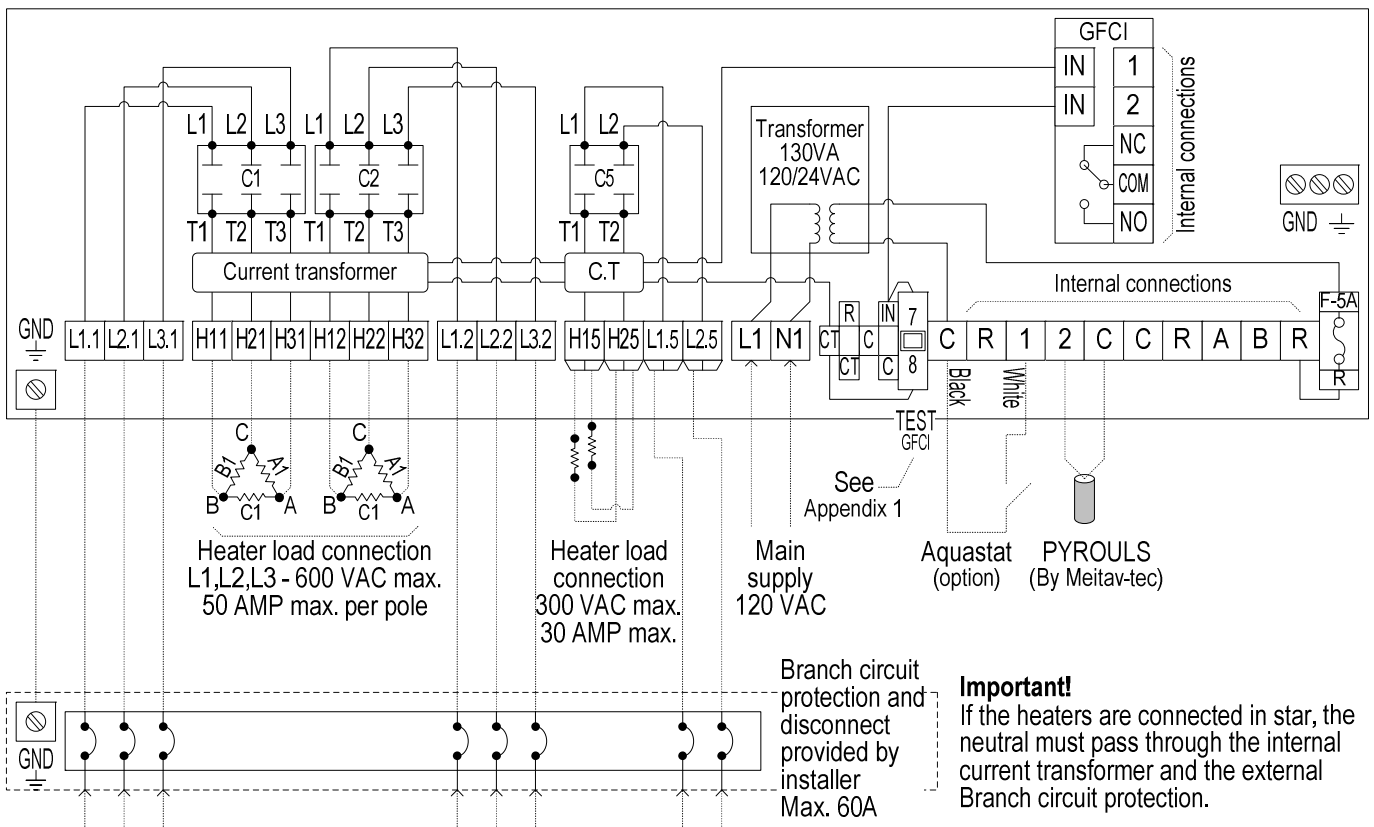 GFCI
IN 1
IN 2
NC
COM
NO
Internal connections
L1 L2 L3 L1 L2 L3
C1 C2
T1 T2 T3 T1 T2 T3
L1 L2
C5
T1 T2
Transformer
130VA
120/24VAC
GND
Current transformer
C.T
Internal connections
F-5A
R
GND
L1.1 L2.1 L3.1 H11 H21 H31 H12 H22 H32 L1.2 L2.2 L3.2 H15 H25 L1.5 L2.5 L1 N1
CT R CT C IN C 7 8
C R 1 2 C C R A B R
Black
White
TEST
GFCI
See
Appendix 1
C
B1 A1
B C1 A
C
B1 A1
B C1 A
Heater load connection
L1,L2,L3 - 600 VAC max.
50 AMP max. per pole
Heater load
connection
300 VAC max.
30 AMP max.
Main
supply
120 VAC
Aquastat
(option)
PYROULS
(By Meitav-tec)
GND
Branch circuit
protection and
disconnect
provided by
installer
Max. 60A
Important!
If the heaters are connected in star, the
neutral must pass through the internal
current transformer and the external
Branch circuit protection.